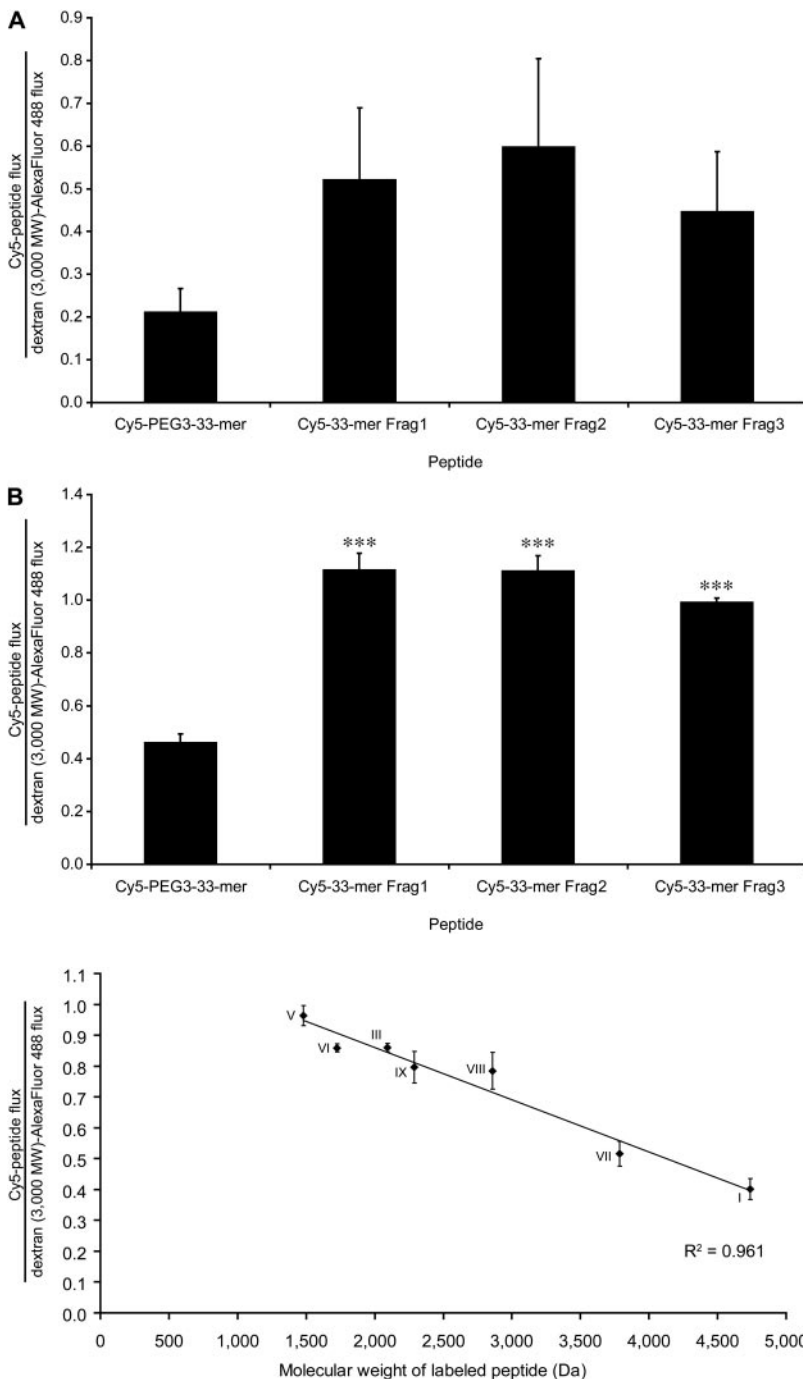 A
Cy5-peptide flux
dextran (3,000 MW)-AlexaFluor 488 flux
0.9
0.8
0.7
0.6
0.5
0.4
0.3
0.2
0.1
0.0
Cy5-PEG3-33-mer
Cy5-33-mer Frag1
Cy5-33-mer Frag2
Cy5-33-mer Frag3
Peptide
B
Cy5-peptide flux
dextran (3,000 MW)-AlexaFluor 488 flux
1.4
1.2
1.0
0.8
0.6
0.4
0.2
0.0
***
***
***
Cy5-PEG3-33-mer
Cy5-33-mer Frag1
Cy5-33-mer Frag2
Cy5-33-mer Frag3
Peptide
Cy5-peptide flux
dextran (3,000 MW)-AlexaFluor 488 flux
1.1
1.0
0.9
0.8
0.7
0.6
0.5
0.4
0.3
0.2
0.1
0.0
V
VI
III
IX
VIII
VII
I
R² = 0.961
0
500
1,000
1,500
2,000
2,500
3,000
3,500
4,000
4,500
5,000
Molecular weight of labeled peptide (Da)